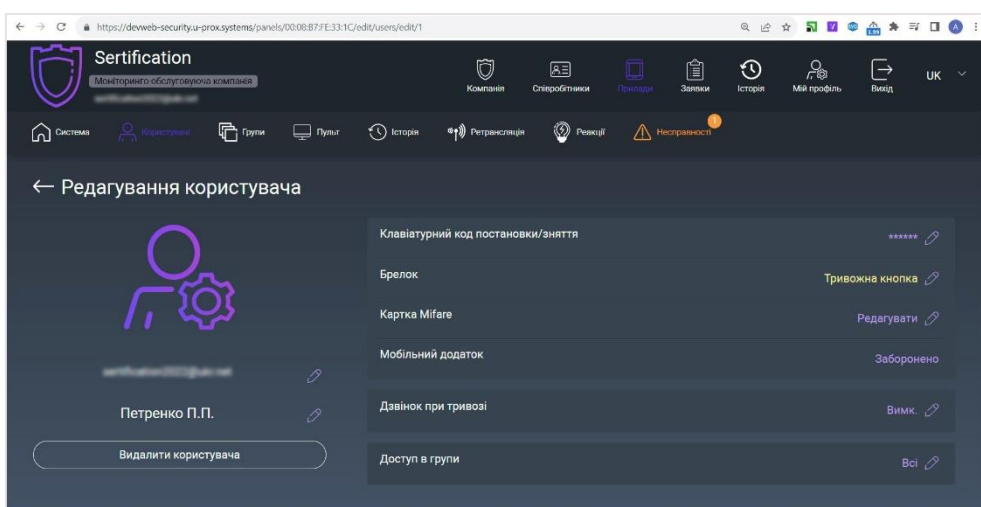 https://devweb-security.u-prox.systems/panels/00:08:B7:FE:33:1C/edit/users/edit/1
Sertification
Моніторинго обслуговуюча компанія
Компанія Співробітники Прилади Заявки Історія Мій профіль Вихід UK
Система Користувачі Групи Пульт Історія Ретрансляція Реакції Несправності 1
Редагування користувача
Клавіатурний код постановки/зняття ******
Брелок Тривожна кнопка
Картка Mifare Редагувати
Мобільний додаток Заборонено
Петренко П.П.
Дзвінок при тривозі Вимк.
Видалити користувача
Доступ в групи Всі